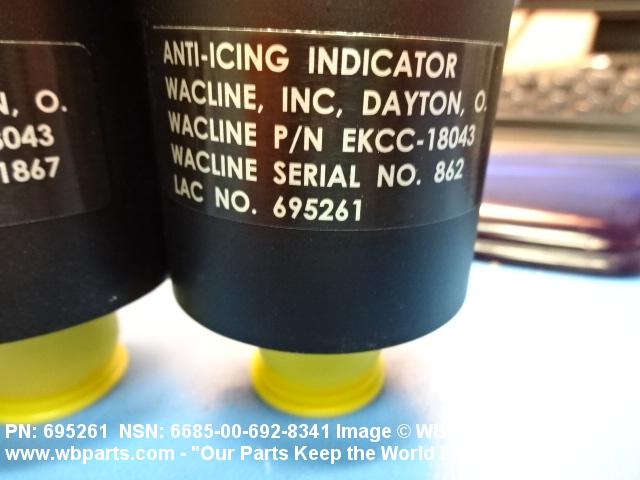 ANTI-ICING INDICATOR
WACLINE, INC, DAYTON, O.
WACLINE P/N EKCC-18043
WACLINE SERIAL NO. 862
LAC NO. 695261
N, O.
8043
1867
PN: 695261 NSN: 6685-00-692-8341 Image © WB
www.wbparts.com - "Our Parts Keep the World M